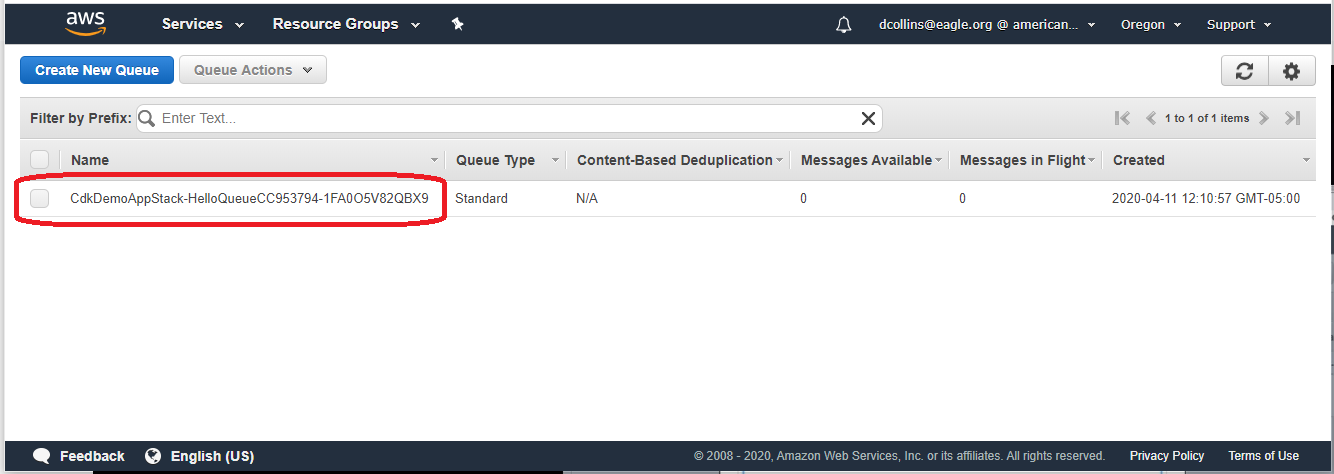 aws Services Resource Groups dcollins@eagle.org @ american... Oregon Support
Create New Queue Queue Actions
Filter by Prefix: Enter Text... 1 to 1 of 1 items
Name Queue Type Content-Based Deduplication Messages Available Messages in Flight Created
CdkDemoAppStack-HelloQueueCC953794-1FA0O5V82QBX9 Standard N/A 0 0 2020-04-11 12:10:57 GMT-05:00
Feedback English (US) © 2008 - 2020, Amazon Web Services, Inc. or its affiliates. All rights reserved. Privacy Policy Terms of Use